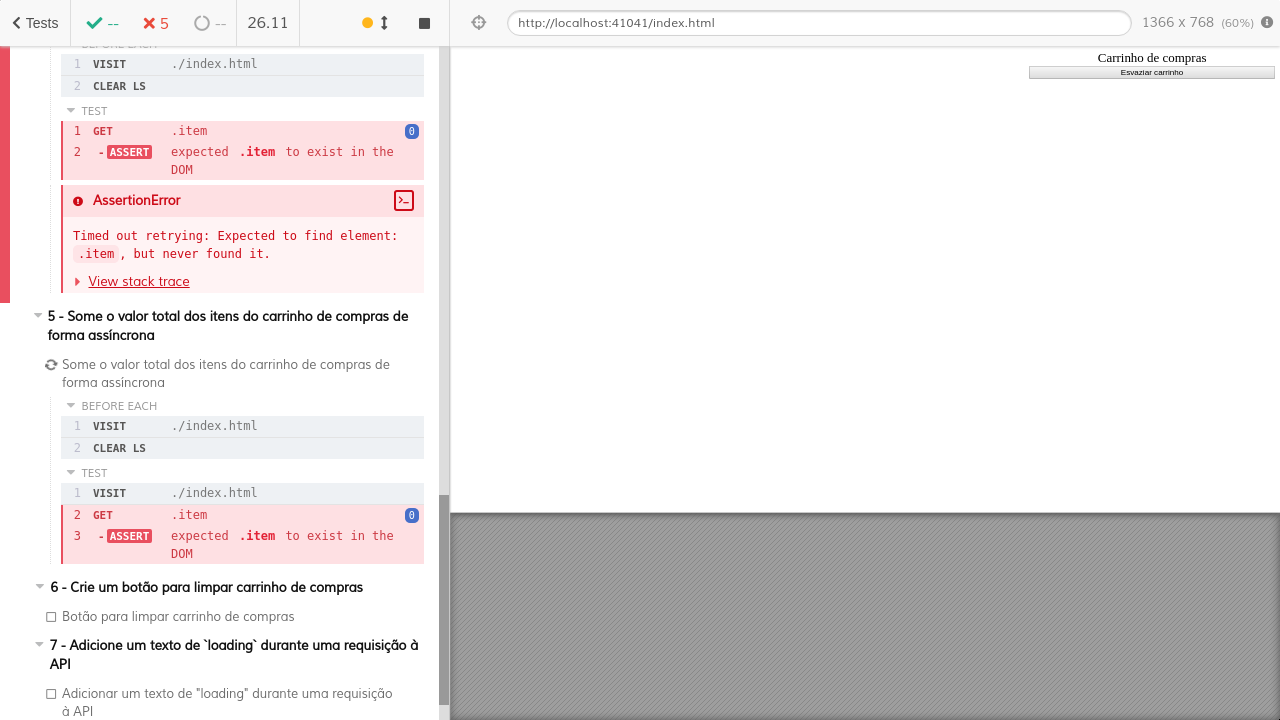 Tests -- 5 -- 26.11
http://localhost:41041/index.html 1366 x 768 (60%)
BEFORE EACH
1 VISIT ./index.html
2 CLEAR LS
TEST
1 GET .item 0
2 -ASSERT expected .item to exist in the
DOM
AssertionError
Timed out retrying: Expected to find element:
.item, but never found it.
View stack trace
5 - Some o valor total dos itens do carrinho de compras de
forma assíncrona
Some o valor total dos itens do carrinho de compras de
forma assíncrona
BEFORE EACH
1 VISIT ./index.html
2 CLEAR LS
TEST
1 VISIT ./index.html
2 GET .item 0
3 -ASSERT expected .item to exist in the
DOM
6 - Crie um botão para limpar carrinho de compras
Botão para limpar carrinho de compras
7 - Adicione um texto de `loading` durante uma requisição à
API
Adicionar um texto de "loading" durante uma requisição
à API
Carrinho de compras
Esvaziar carrinho